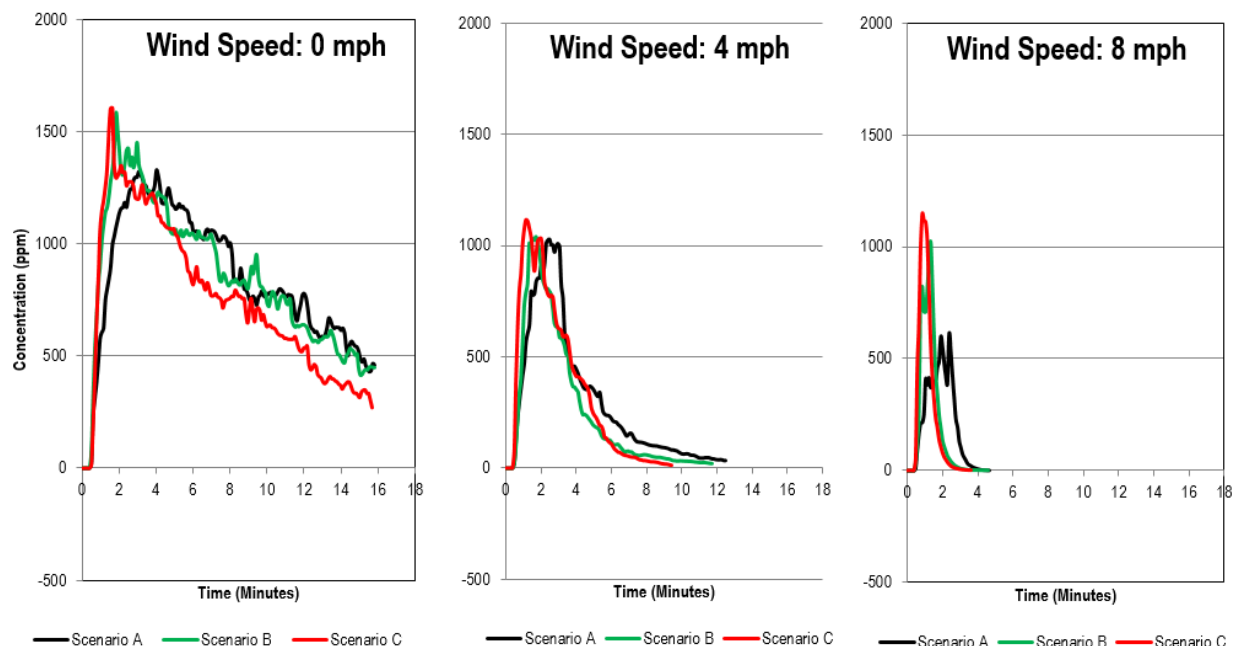 Wind Speed: 0 mph
2000
1500
1000
500
0
-500
Concentration (ppm)
0 2 4 6 8 10 12 14 16 18
Time (Minutes)
Scenario A Scenario B Scenario C
Wind Speed: 4 mph
2000
1500
1000
500
0
-500
0 2 4 6 8 10 12 14 16 18
Time (Minutes)
Scenario A Scenario B Scenario C
Wind Speed: 8 mph
2000
1500
1000
500
0
-500
0 2 4 6 8 10 12 14 16 18
Time (Minutes)
Scenario A Scenario B Scenario C